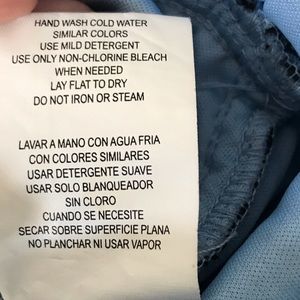 HAND WASH COLD WATER
SIMILAR COLORS
USE MILD DETERGENT
USE ONLY NON-CHLORINE BLEACH
WHEN NEEDED
LAY FLAT TO DRY
DO NOT IRON OR STEAM
LAVAR A MANO CON AGUA FRIA
CON COLORES SIMILARES
USAR DETERGENTE SUAVE
USAR SOLO BLANQUEADOR
SIN CLORO
CUANDO SE NECESITE
SECAR SOBRE SUPERFICIE PLANA
NO PLANCHAR NI USAR VAPOR